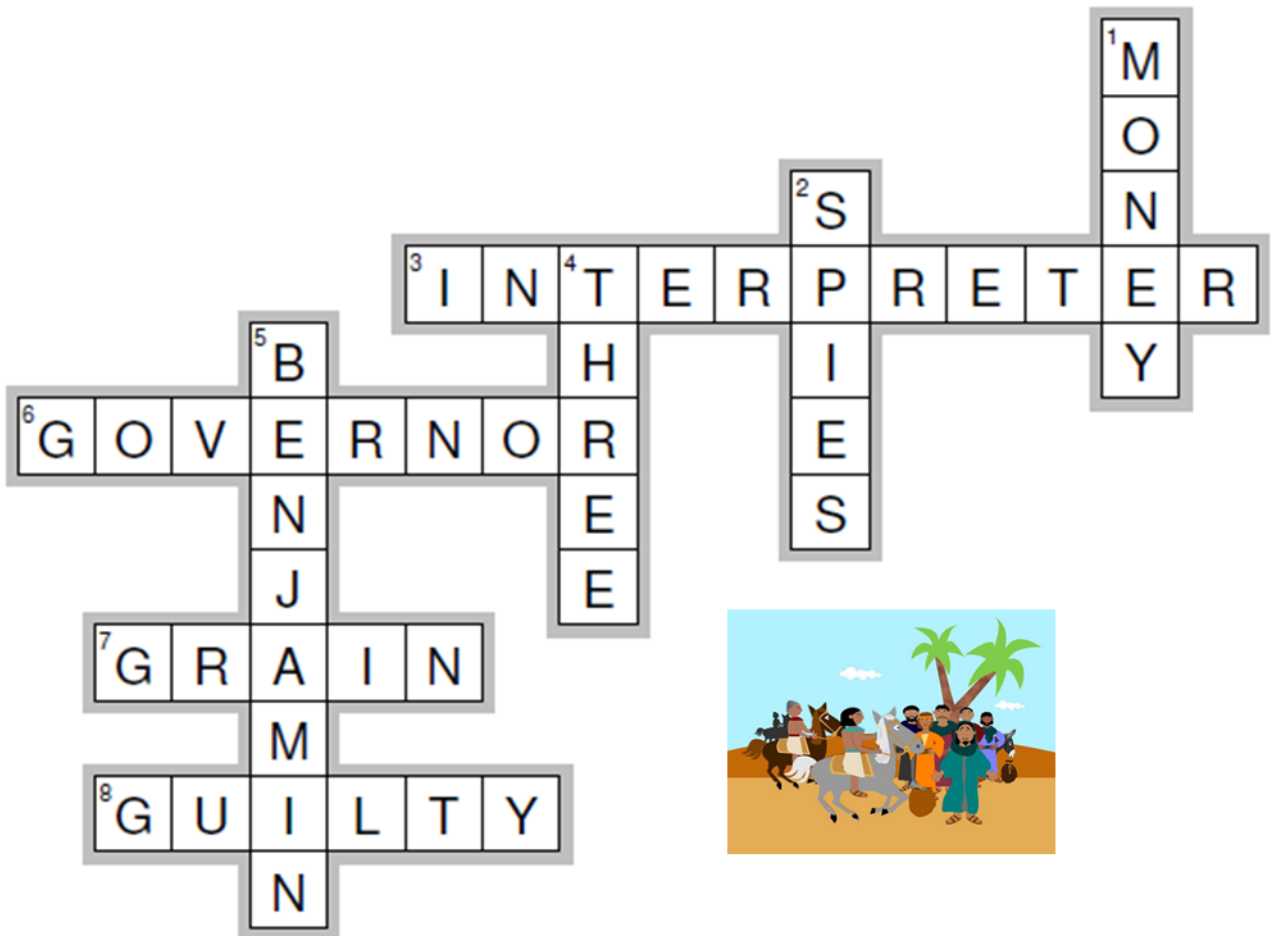 1 MONEY
2 SPIES
3 INTERPRETER
4 THREE
5 BENJAMIN
6 GOVERNOR
7 GRAIN
8 GUILTY